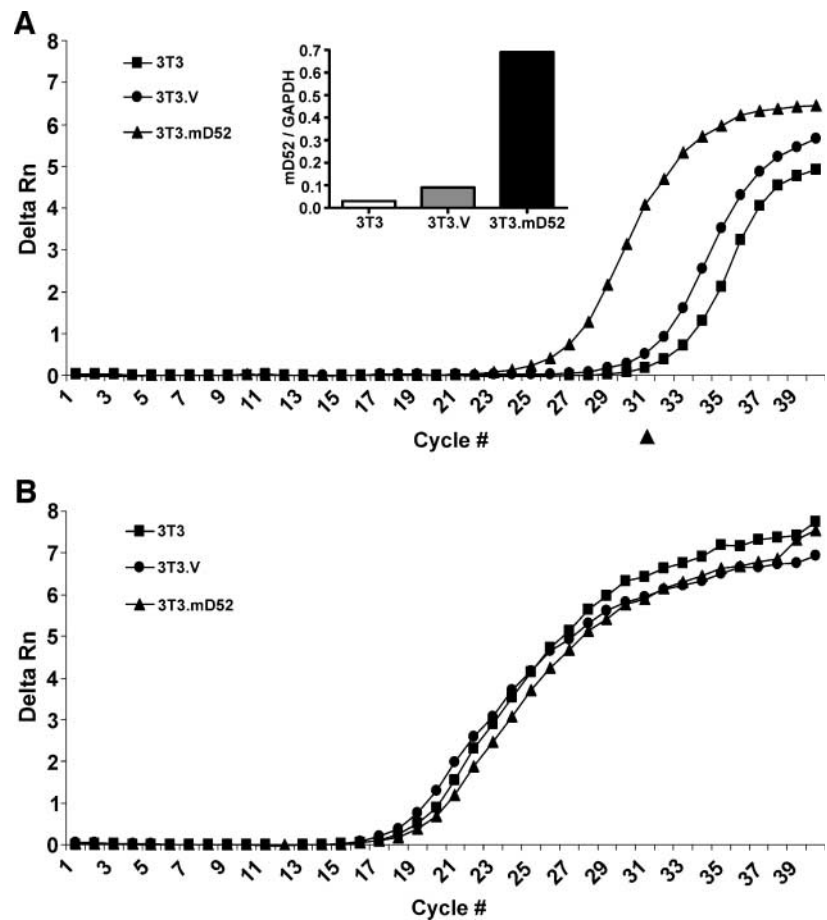 A
8
7
6
5
4
3
2
1
0
Delta Rn
3T3
3T3.V
3T3.mD52
0.7
0.6
0.5
0.4
0.3
0.2
0.1
0.0
mD52 / GAPDH
3T3 3T3.V 3T3.mD52
1 3 5 7 9 11 13 15 17 19 21 23 25 27 29 31 33 35 37 39
Cycle #
B
8
7
6
5
4
3
2
1
0
Delta Rn
3T3
3T3.V
3T3.mD52
1 3 5 7 9 11 13 15 17 19 21 23 25 27 29 31 33 35 37 39
Cycle #